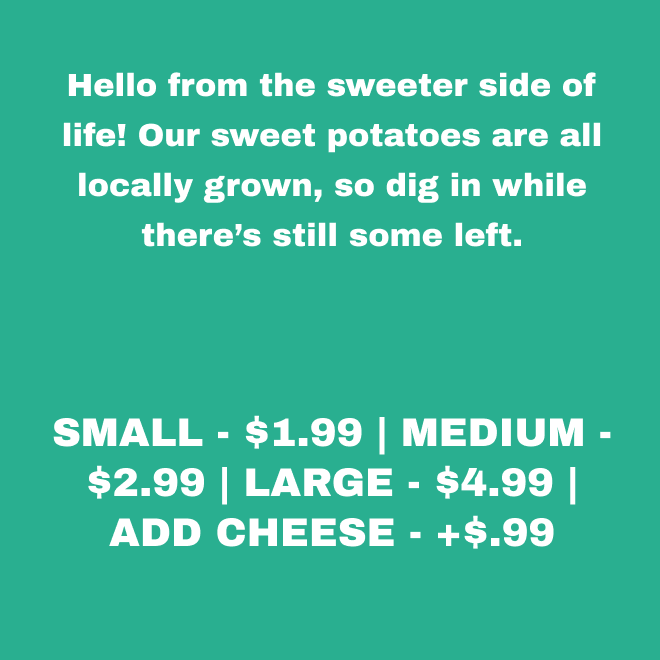 Hello from the sweeter side of
life! Our sweet potatoes are all
locally grown, so dig in while
there’s still some left.
SMALL - $1.99 | MEDIUM -
$2.99 | LARGE - $4.99 |
ADD CHEESE - +$.99